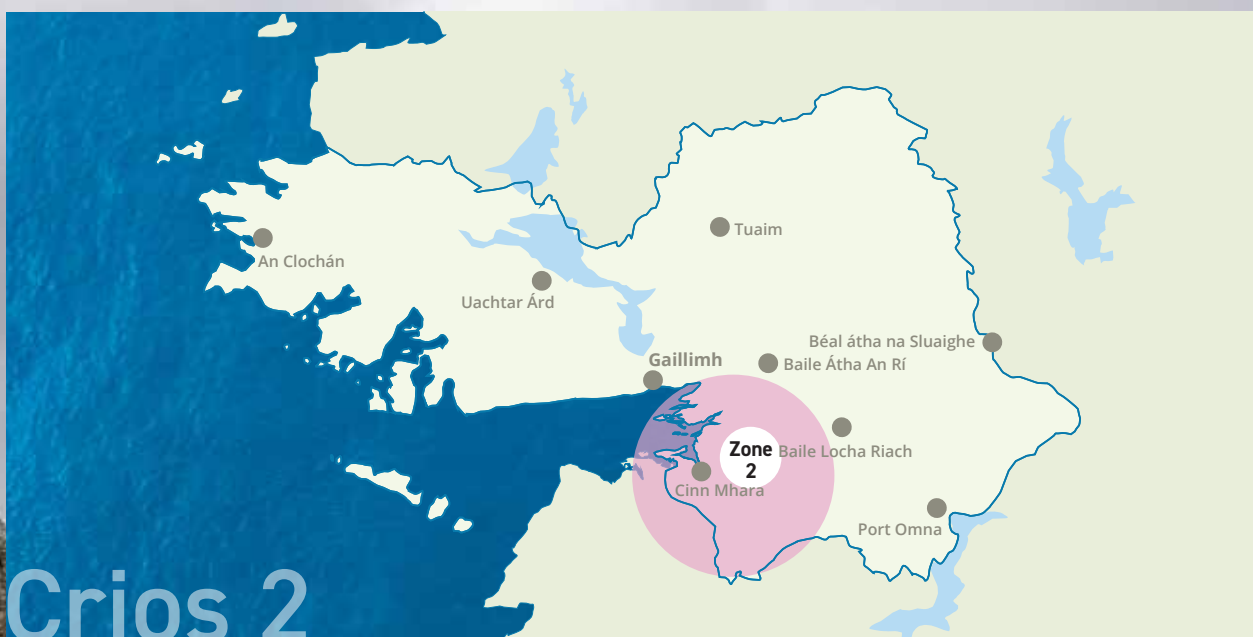 Tuaim
An Clochán
Uachtar Árd
Béal átha na Sluaighe
Gaillimh
Baile Átha An Rí
Zone
2
Baile Locha Riach
Cinn Mhara
Port Omna
Crios 2